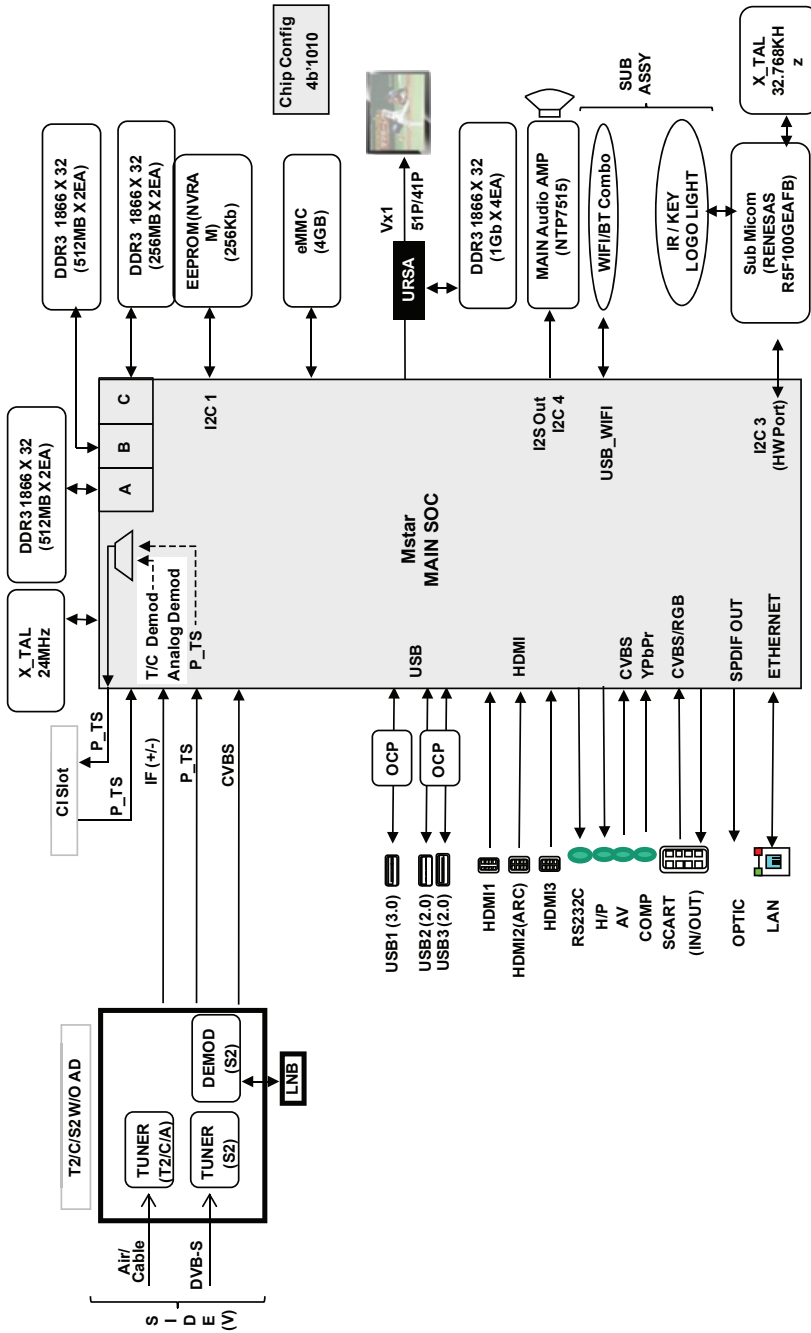 S
I
D
E
(V)
Air/
Cable
DVB-S
T2/C/S2 W/O AD
TUNER
(T2/C/A)
TUNER
(S2)
DEMOD
(S2)
LNB
CI Slot
P_TS
P_TS
IF (+/-)
P_TS
CVBS
X_TAL
24MHz
DDR3 1866 X 32
(512MB X 2EA)
DDR3 1866 X 32
(512MB X 2EA)
DDR3 1866 X 32
(256MB X 2EA)
EEPROM(NVRA
M)
(256Kb)
eMMC
(4GB)
Chip Config
4b'1010
A
B
C
T/C Demod
Analog Demod
P_TS
I2C 1
Mstar
MAIN SOC
URSA
Vx1
51P/41P
DDR3 1866 X 32
(1Gb X 4EA)
I2S Out
I2C 4
MAIN Audio AMP
(NTP7515)
USB_WIFI
WIFI/BT Combo
SUB
ASSY
IR / KEY
LOGO LIGHT
I2C 3
(HW Port)
Sub Micom
(RENESAS
R5F100GEAFB)
X_TAL
32.768KH
z
USB
OCP
OCP
USB1 (3.0)
USB2 (2.0)
USB3 (2.0)
HDMI
HDMI1
HDMI2(ARC)
HDMI3
RS232C
H/P
AV
COMP
SCART
(IN/OUT)
OPTIC
LAN
CVBS
YPbPr
CVBS/RGB
SPDIF OUT
ETHERNET